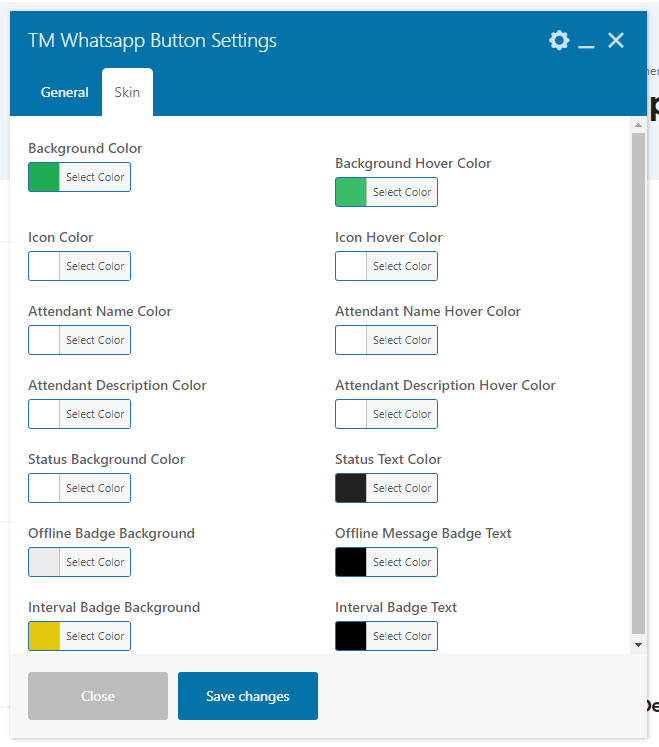 TM Whatsapp Button Settings
General
Skin
Background Color
Select Color
Background Hover Color
Select Color
Icon Color
Select Color
Icon Hover Color
Select Color
Attendant Name Color
Select Color
Attendant Name Hover Color
Select Color
Attendant Description Color
Select Color
Attendant Description Hover Color
Select Color
Status Background Color
Select Color
Status Text Color
Select Color
Offline Badge Background
Select Color
Offline Message Badge Text
Select Color
Interval Badge Background
Select Color
Interval Badge Text
Select Color
Close
Save changes